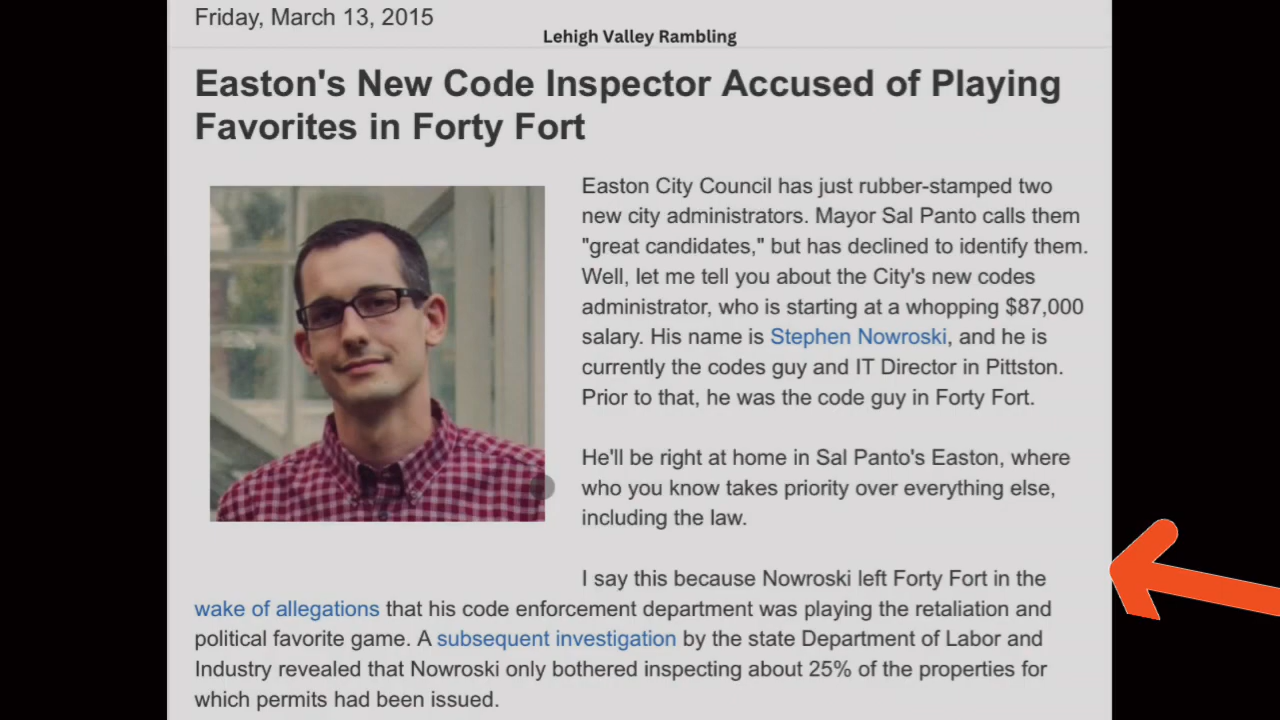 Friday, March 13, 2015
Lehigh Valley Rambling
Easton's New Code Inspector Accused of Playing
Favorites in Forty Fort
Easton City Council has just rubber-stamped two
new city administrators. Mayor Sal Panto calls them
"great candidates," but has declined to identify them.
Well, let me tell you about the City's new codes
administrator, who is starting at a whopping $87,000
salary. His name is Stephen Nowroski, and he is
currently the codes guy and IT Director in Pittston.
Prior to that, he was the code guy in Forty Fort.
He'll be right at home in Sal Panto's Easton, where
who you know takes priority over everything else,
including the law.
I say this because Nowroski left Forty Fort in the
wake of allegations that his code enforcement department was playing the retaliation and
political favorite game. A subsequent investigation by the state Department of Labor and
Industry revealed that Nowroski only bothered inspecting about 25% of the properties for
which permits had been issued.